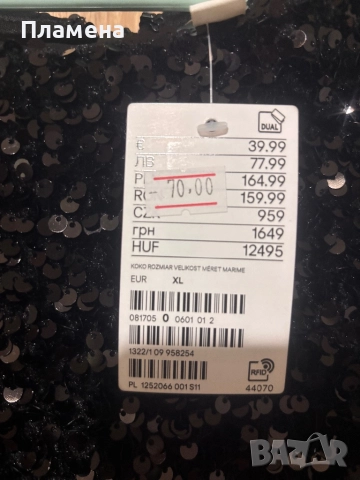 Пламена
DUAL
39.99
ЛВ 77.99
164.99
70.00
159.99
CZK 959
грн 1649
HUF 12495
KOKO ROZMIAR VELIKOST MÉRET MARIME
EUR XL
081705 0 0601 01 2
1322/1 09 958254
RFID
PL 1252066 001 S11
44070
BAZAR